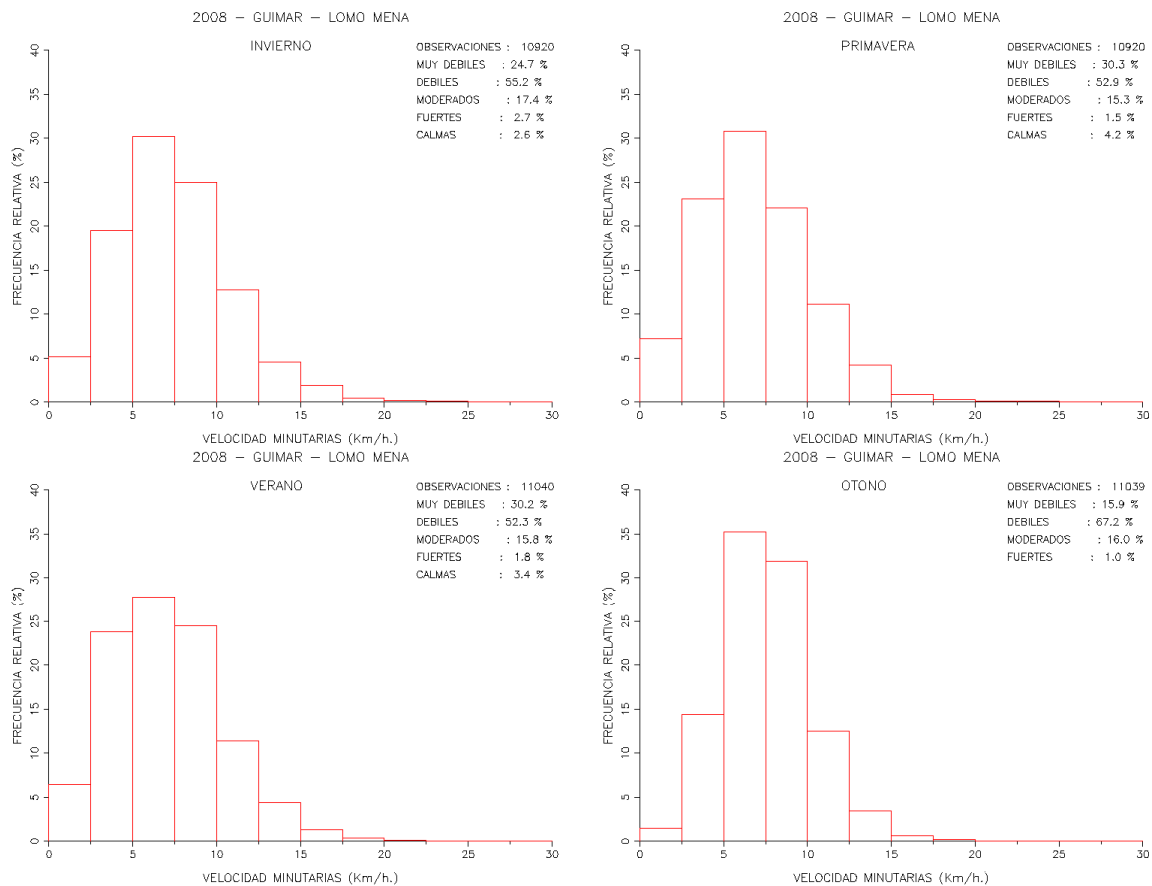 2008 – GUIMAR – LOMO MENA
INVIERNO
OBSERVACIONES : 10920
MUY DEBILES : 24.7 %
DEBILES : 55.2 %
MODERADOS : 17.4 %
FUERTES : 2.7 %
CALMAS : 2.6 %
FRECUENCIA RELATIVA (%)
40
35
30
25
20
15
10
5
0
0 5 10 15 20 25 30
VELOCIDAD MINUTARIAS (Km/h.)
2008 – GUIMAR – LOMO MENA
PRIMAVERA
OBSERVACIONES : 10920
MUY DEBILES : 30.3 %
DEBILES : 52.9 %
MODERADOS : 15.3 %
FUERTES : 1.5 %
CALMAS : 4.2 %
FRECUENCIA RELATIVA (%)
40
35
30
25
20
15
10
5
0
0 5 10 15 20 25 30
VELOCIDAD MINUTARIAS (Km/h.)
2008 – GUIMAR – LOMO MENA
VERANO
OBSERVACIONES : 11040
MUY DEBILES : 30.2 %
DEBILES : 52.3 %
MODERADOS : 15.8 %
FUERTES : 1.8 %
CALMAS : 3.4 %
FRECUENCIA RELATIVA (%)
40
35
30
25
20
15
10
5
0
0 5 10 15 20 25 30
VELOCIDAD MINUTARIAS (Km/h.)
2008 – GUIMAR – LOMO MENA
OTONO
OBSERVACIONES : 11039
MUY DEBILES : 15.9 %
DEBILES : 67.2 %
MODERADOS : 16.0 %
FUERTES : 1.0 %
FRECUENCIA RELATIVA (%)
40
35
30
25
20
15
10
5
0
0 5 10 15 20 25 30
VELOCIDAD MINUTARIAS (Km/h.)